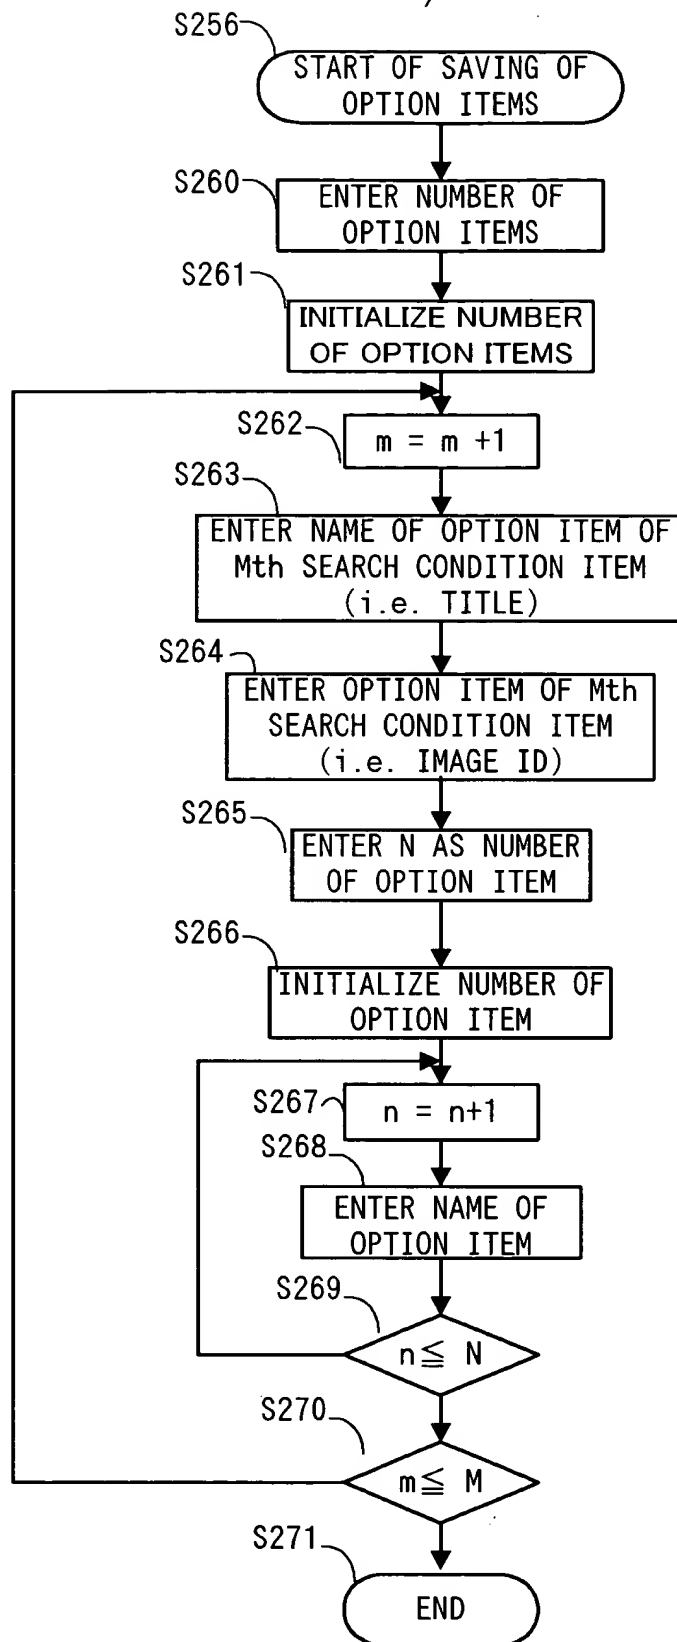 S256
START OF SAVING OF
OPTION ITEMS
S260
ENTER NUMBER OF
OPTION ITEMS
S261
INITIALIZE NUMBER
OF OPTION ITEMS
S262
m = m +1
S263
ENTER NAME OF OPTION ITEM OF
Mth SEARCH CONDITION ITEM
(i.e. TITLE)
S264
ENTER OPTION ITEM OF Mth
SEARCH CONDITION ITEM
(i.e. IMAGE ID)
S265
ENTER N AS NUMBER
OF OPTION ITEM
S266
INITIALIZE NUMBER OF
OPTION ITEM
S267
n = n+1
S268
ENTER NAME OF
OPTION ITEM
S269
n≦ N
S270
m≦ M
S271
END